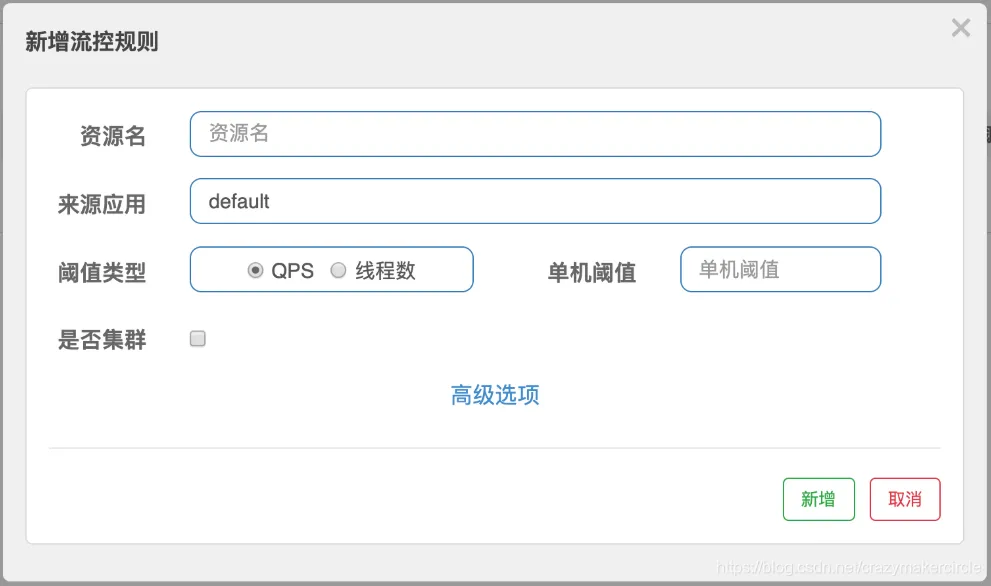 新增流控规则 ×
资源名 资源名
来源应用 default
阈值类型 QPS 线程数 单机阈值 单机阈值
是否集群
高级选项
新增 取消
https://blog.csdn.net/crazymakercircle